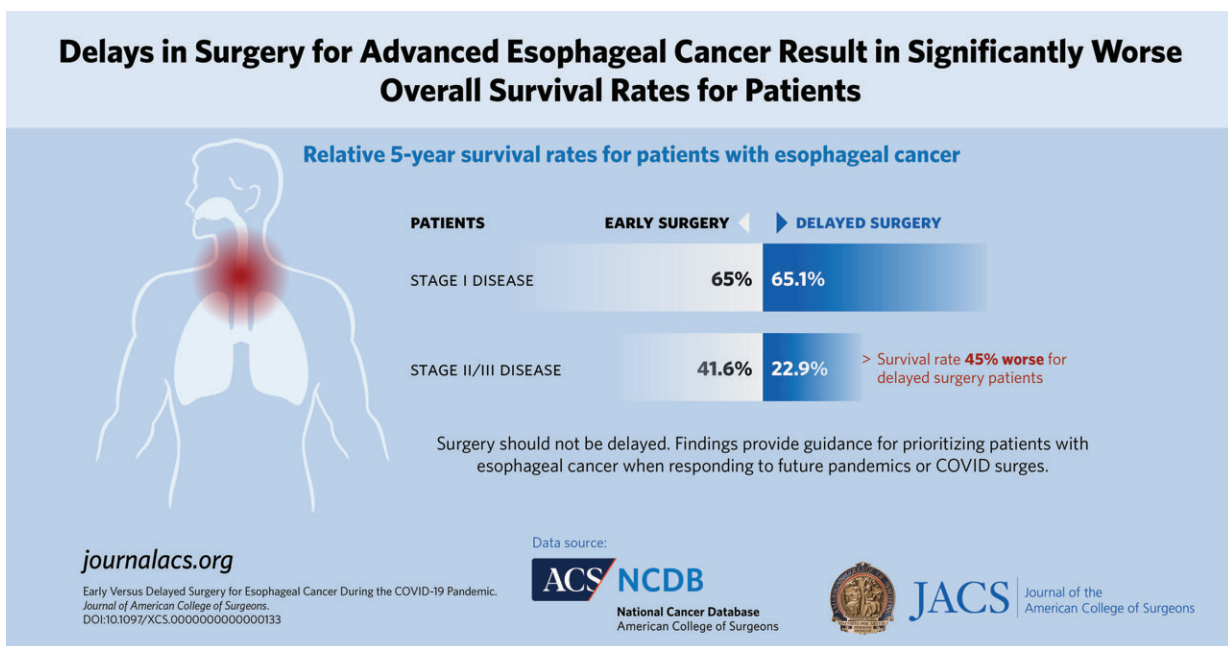 Delays in Surgery for Advanced Esophageal Cancer Result in Significantly Worse
Overall Survival Rates for Patients
Relative 5-year survival rates for patients with esophageal cancer
PATIENTS EARLY SURGERY DELAYED SURGERY
STAGE I DISEASE 65% 65.1%
STAGE II/III DISEASE 41.6% 22.9%
> Survival rate 45% worse for
delayed surgery patients
Surgery should not be delayed. Findings provide guidance for prioritizing patients with
esophageal cancer when responding to future pandemics or COVID surges.
journalacs.org
Early Versus Delayed Surgery for Esophageal Cancer During the COVID-19 Pandemic.
Journal of American College of Surgeons.
DOI:10.1097/XCS.0000000000000133
Data source:
ACS NCDB
National Cancer Database
American College of Surgeons
JACS
Journal of the
American College of Surgeons